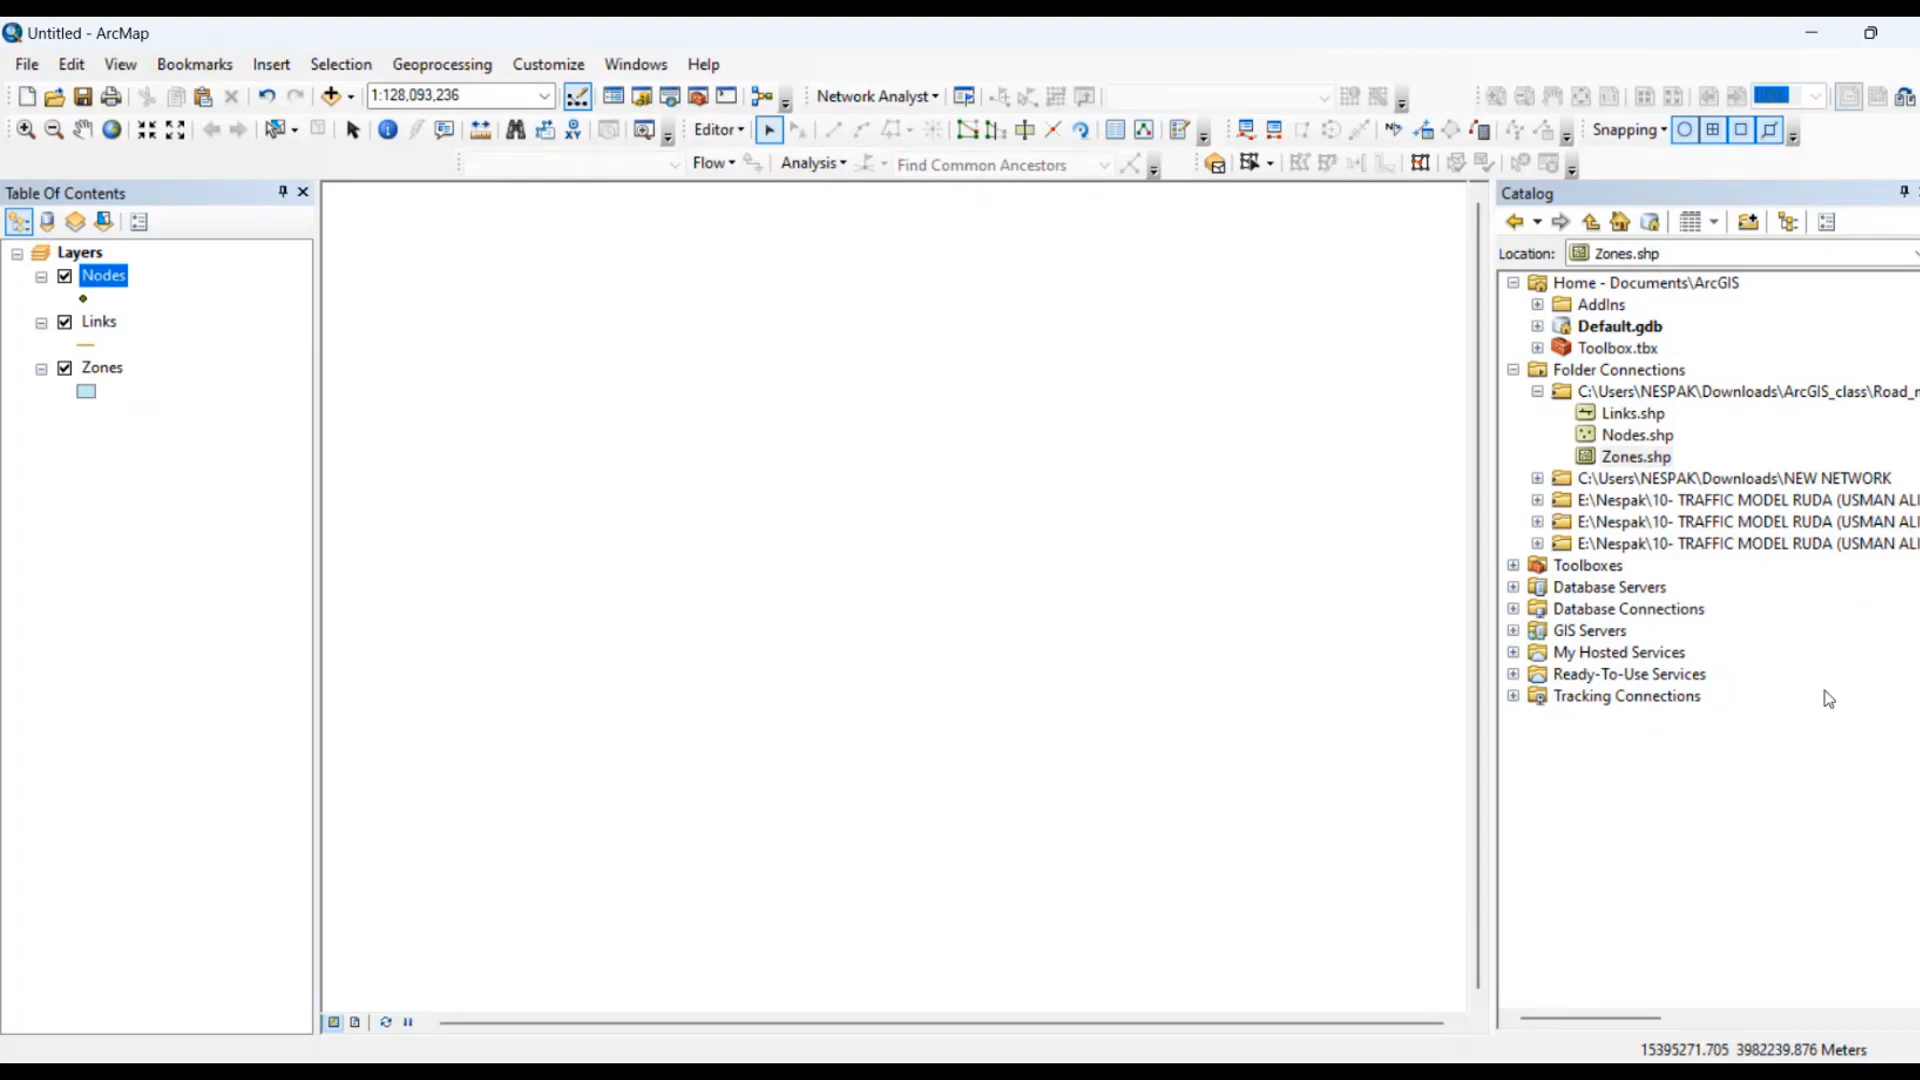 Untitled - ArcMap
File Edit View Bookmarks Insert Selection Geoprocessing Customize Windows Help
1:128,093,236 Network Analyst
Editor Snapping
Flow Analysis Find Common Ancestors
Table Of Contents
Layers
Nodes
Links
Zones
Catalog
Location: Zones.shp
Home - Documents\ArcGIS
AddIns
Default.gdb
Toolbox.tbx
Folder Connections
C:\Users\NESPAK\Downloads\ArcGIS_class\Road_
Links.shp
Nodes.shp
Zones.shp
C:\Users\NESPAK\Downloads\NEW NETWORK
E:\Nespak\10- TRAFFIC MODEL RUDA (USMAN ALI
E:\Nespak\10- TRAFFIC MODEL RUDA (USMAN ALI
E:\Nespak\10- TRAFFIC MODEL RUDA (USMAN ALI
Toolboxes
Database Servers
Database Connections
GIS Servers
My Hosted Services
Ready-To-Use Services
Tracking Connections
15395271.705 3982239.876 Meters